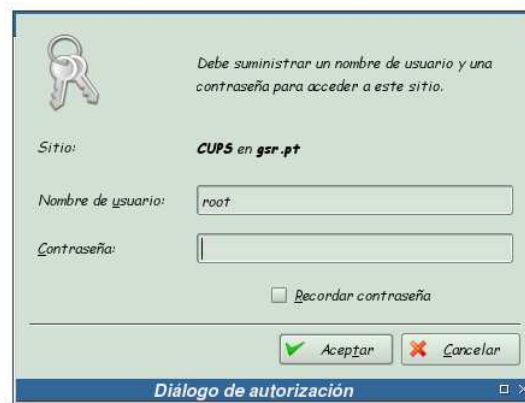 Debe suministrar un nombre de usuario y una
contraseña para acceder a este sitio.
Sitio: CUPS en gsr.pt
Nombre de usuario: root
Contraseña:
Recordar contraseña
Aceptar Cancelar
Diálogo de autorización